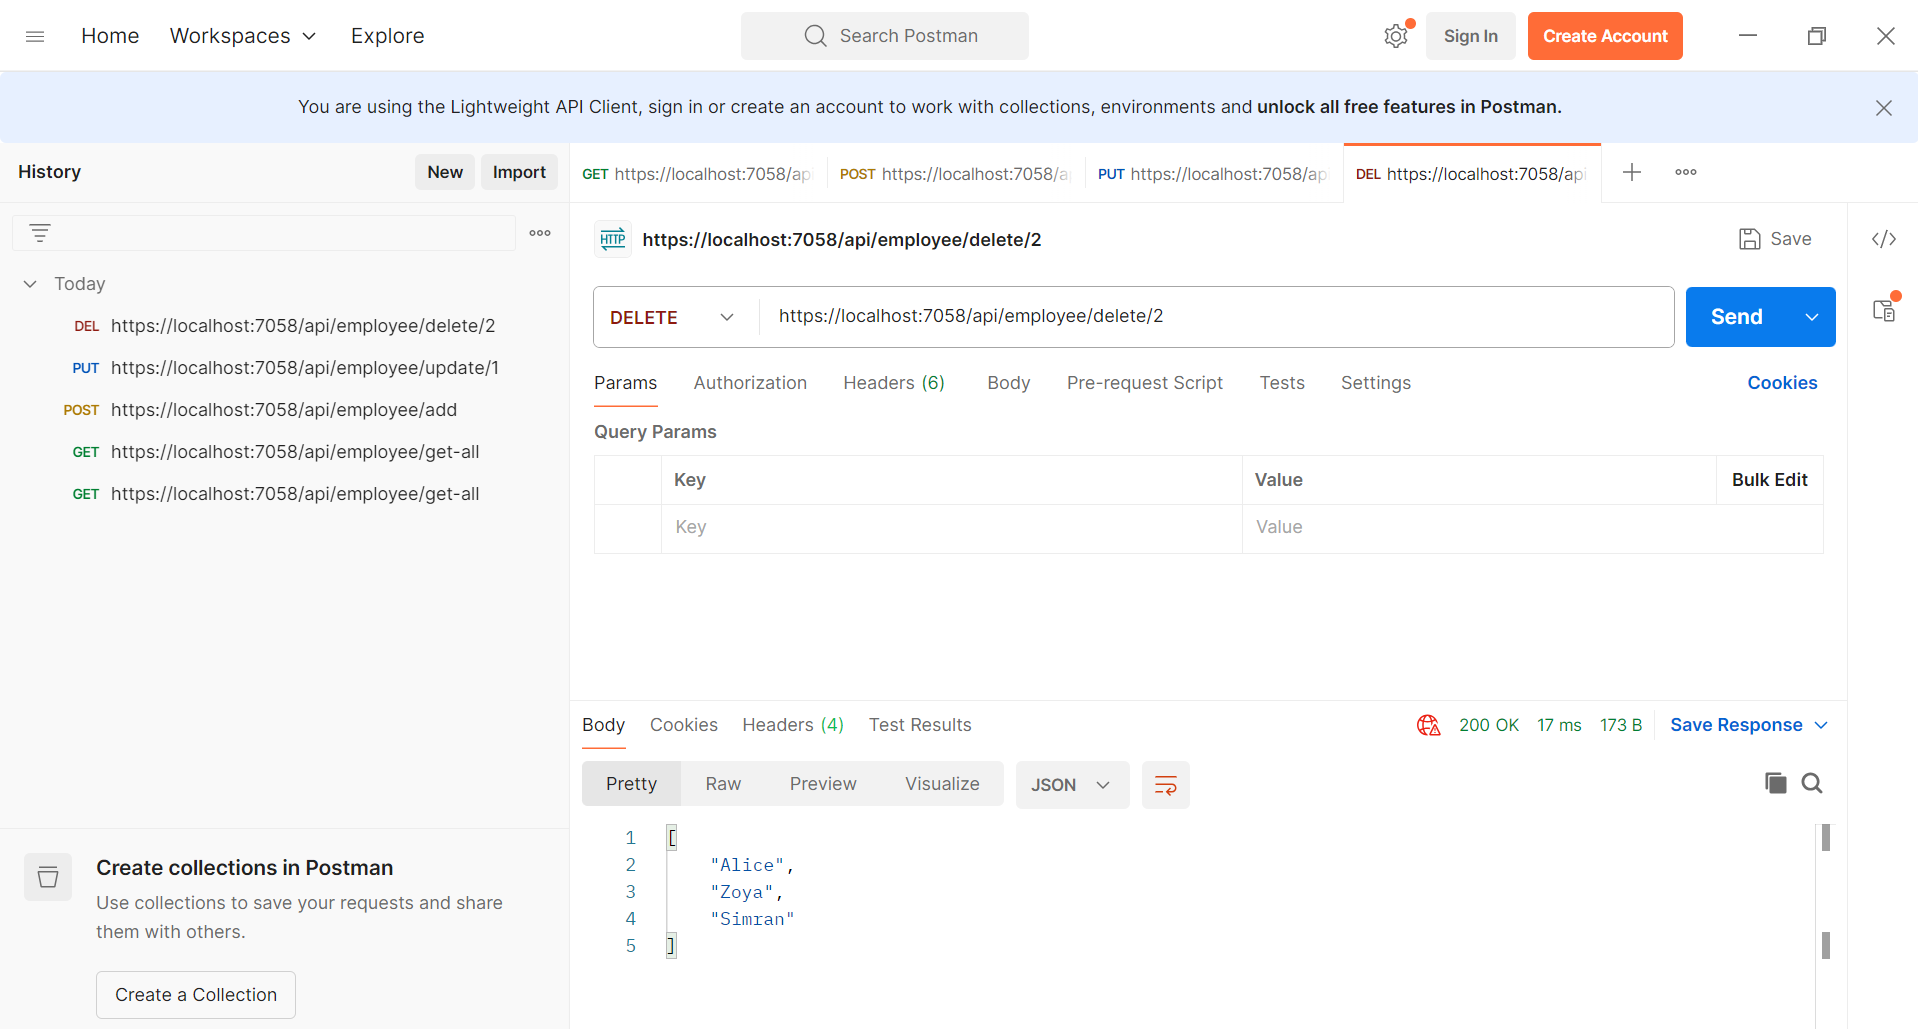 Home
Workspaces
Explore
Search Postman
Sign In
Create Account
You are using the Lightweight API Client, sign in or create an account to work with collections, environments and unlock all free features in Postman.
History
New
Import
GET https://localhost:7058/api
POST https://localhost:7058/a
PUT https://localhost:7058/ap
DEL https://localhost:7058/api
Today
DEL https://localhost:7058/api/employee/delete/2
PUT https://localhost:7058/api/employee/update/1
POST https://localhost:7058/api/employee/add
GET https://localhost:7058/api/employee/get-all
GET https://localhost:7058/api/employee/get-all
Create collections in Postman
Use collections to save your requests and share
them with others.
Create a Collection
HTTP https://localhost:7058/api/employee/delete/2
Save
DELETE https://localhost:7058/api/employee/delete/2
Send
Params Authorization Headers (6) Body Pre-request Script Tests Settings
Cookies
Query Params
Key Value Bulk Edit
Key Value
Body Cookies Headers (4) Test Results
200 OK 17 ms 173 B
Save Response
Pretty Raw Preview Visualize
JSON
1 [
2 "Alice",
3 "Zoya",
4 "Simran"
5 ]